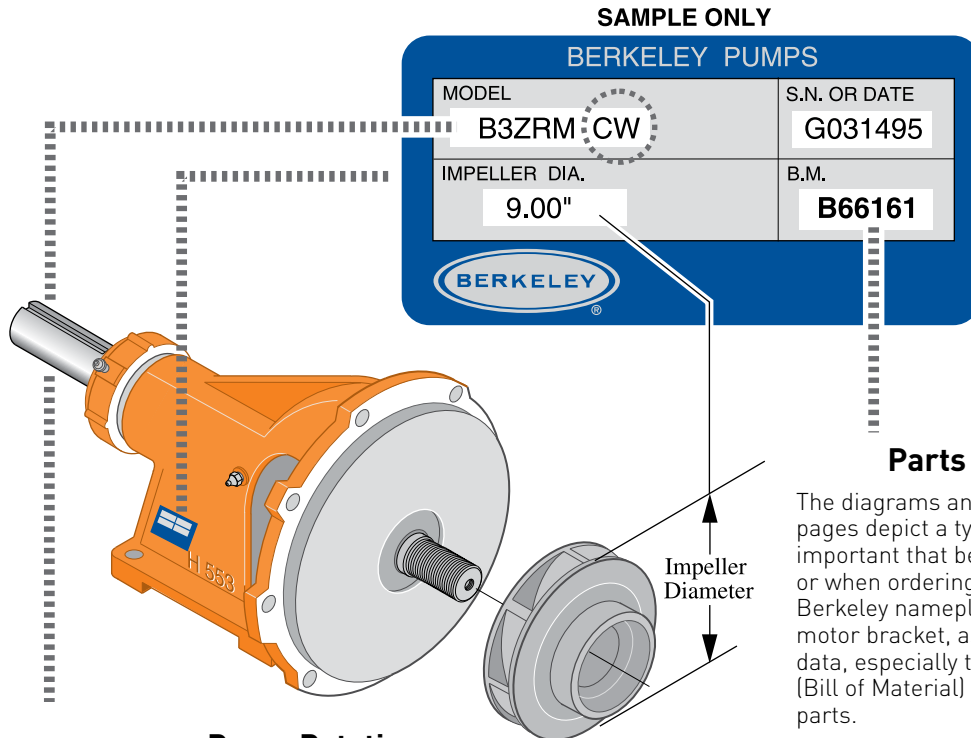 SAMPLE ONLY
BERKELEY PUMPS
MODEL
B3ZRM CW
S.N. OR DATE
G031495
IMPELLER DIA.
9.00"
B.M.
B66161
BERKELEY
®
H 553
Impeller
Diameter
Parts
The diagrams an
pages depict a ty
important that be
or when ordering
Berkeley namepl
motor bracket, a
data, especially t
(Bill of Material)
parts.